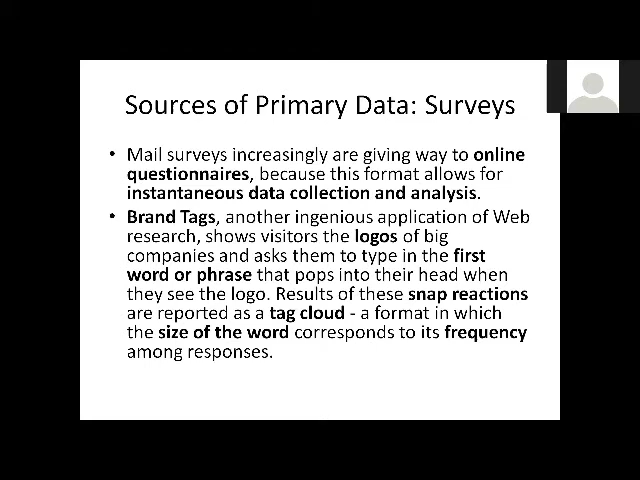 Sources of Primary Data: Surveys
• Mail surveys increasingly are giving way to online
questionnaires, because this format allows for
instantaneous data collection and analysis.
• Brand Tags, another ingenious application of Web
research, shows visitors the logos of big
companies and asks them to type in the first
word or phrase that pops into their head when
they see the logo. Results of these snap reactions
are reported as a tag cloud - a format in which
the size of the word corresponds to its frequency
among responses.